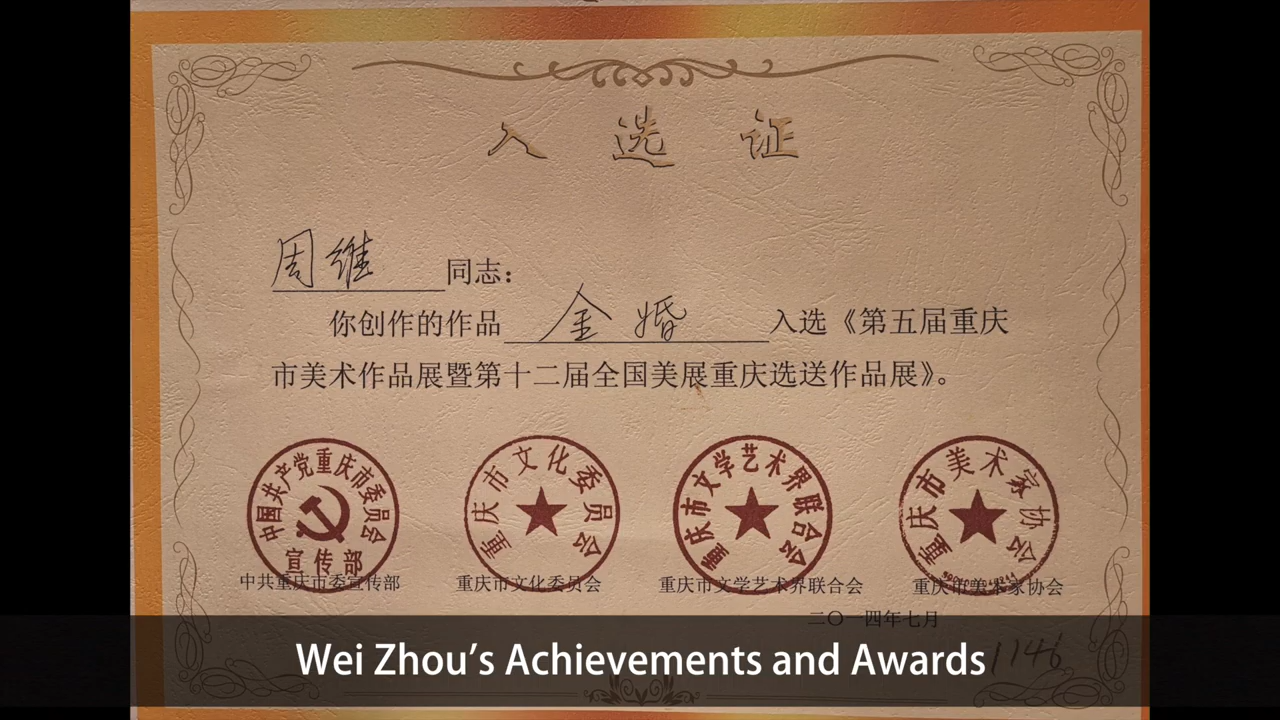 入选证
周维 同志：
你创作的作品 金婚 入选《第五届重庆
市美术作品展暨第十二届全国美展重庆选送作品展》。
中国共产党重庆市委员会
宣传部
重庆市文化委员会
重庆市文学艺术界联合会
重庆市美术家协会
中共重庆市委宣传部 重庆市文化委员会 重庆市文学艺术界联合会 重庆市美术家协会
二〇一四年七月
1146
Wei Zhou's Achievements and Awards